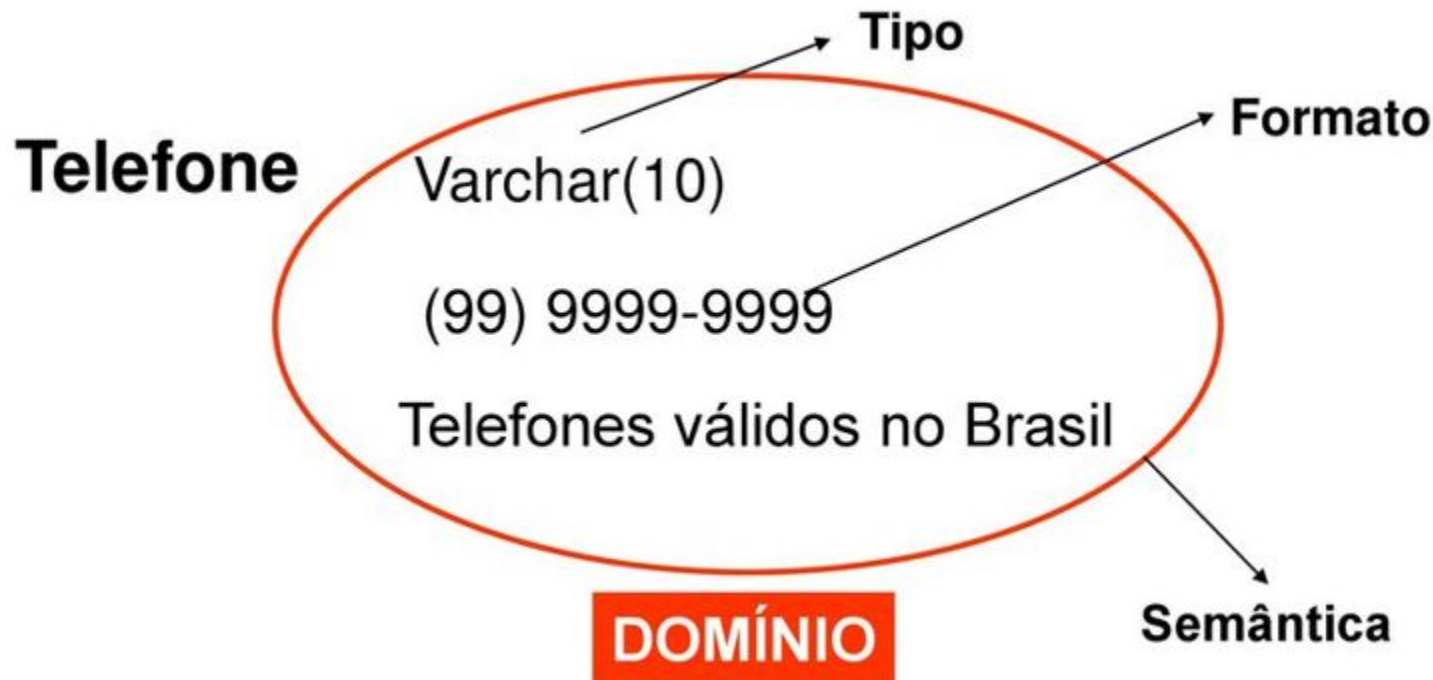 Tipo
Formato
Telefone
Varchar(10)
(99) 9999-9999
Telefones válidos no Brasil
Semântica
DOMÍNIO